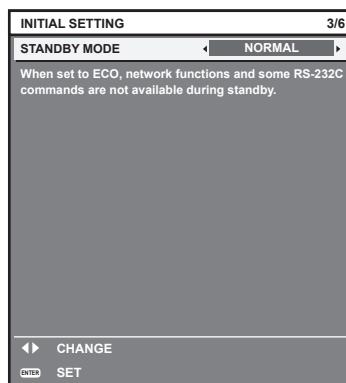 INITIAL SETTING 3/6
STANDBY MODE NORMAL
When set to ECO, network functions and some RS-232C
commands are not available during standby.
CHANGE
ENTER SET